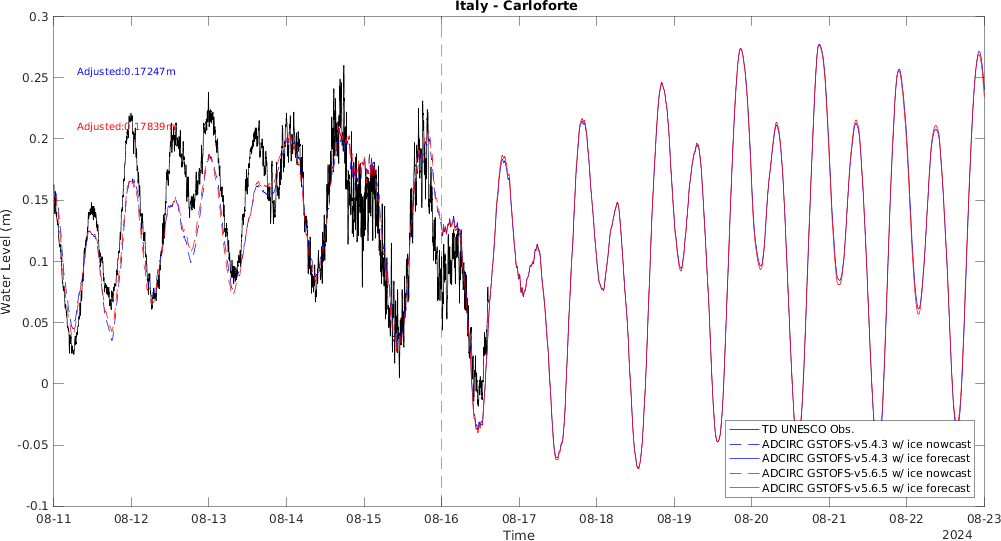 Italy - Carloforte
0.3
0.25
0.2
0.15
0.1
0.05
0
-0.05
-0.1
Water Level (m)
Adjusted:0.17247m
Adjusted:0.17839m
TD UNESCO Obs.
ADCIRC GSTOFS-v5.4.3 w/ ice nowcast
ADCIRC GSTOFS-v5.4.3 w/ ice forecast
ADCIRC GSTOFS-v5.6.5 w/ ice nowcast
ADCIRC GSTOFS-v5.6.5 w/ ice forecast
08-11 08-12 08-13 08-14 08-15 08-16 08-17 08-18 08-19 08-20 08-21 08-22 08-23
Time
2024